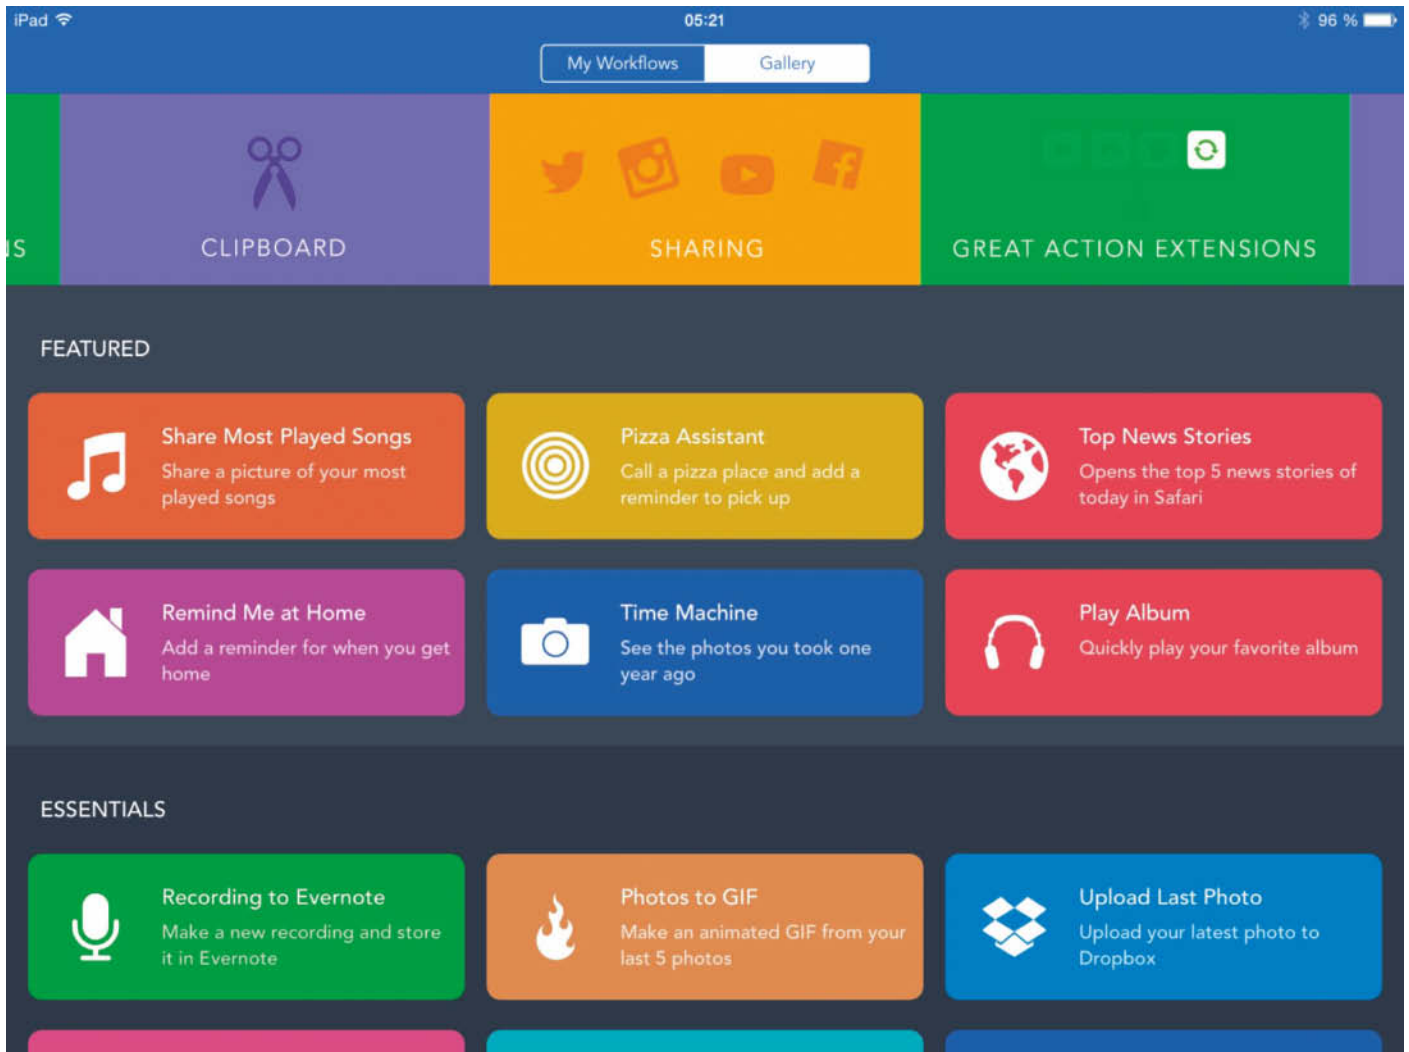 iPad
05:21
96 %
My Workflows
Gallery
NS
CLIPBOARD
SHARING
GREAT ACTION EXTENSIONS
FEATURED
Share Most Played Songs
Share a picture of your most
played songs
Pizza Assistant
Call a pizza place and add a
reminder to pick up
Top News Stories
Opens the top 5 news stories of
today in Safari
Remind Me at Home
Add a reminder for when you get
home
Time Machine
See the photos you took one
year ago
Play Album
Quickly play your favorite album
ESSENTIALS
Recording to Evernote
Make a new recording and store
it in Evernote
Photos to GIF
Make an animated GIF from your
last 5 photos
Upload Last Photo
Upload your latest photo to
Dropbox